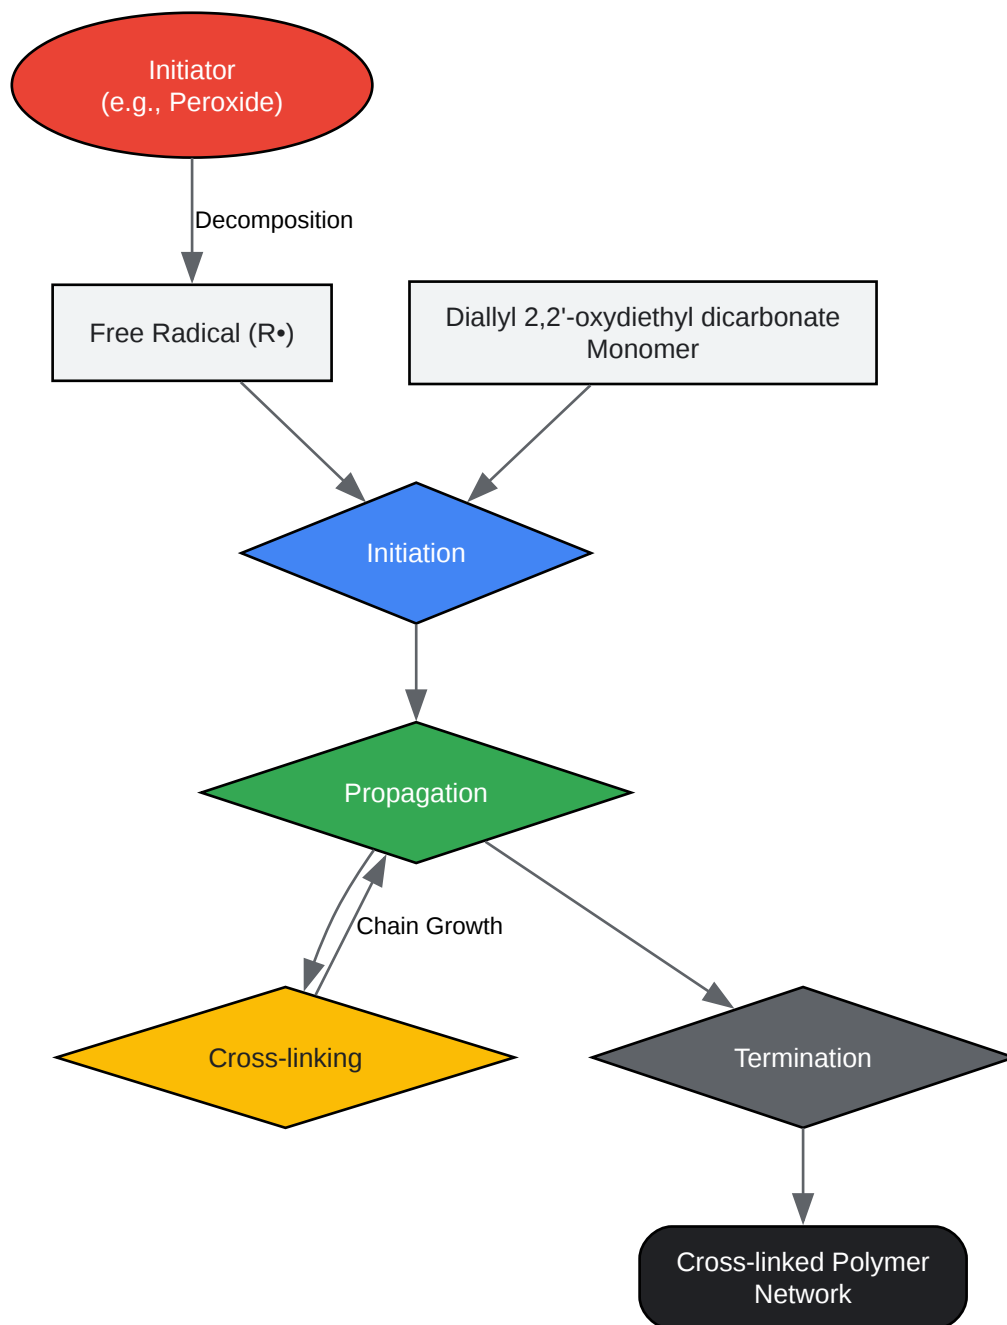 Initiator
(e.g., Peroxide)
Decomposition
Free Radical (R•)
Diallyl 2,2'-oxydiethyl dicarbonate
Monomer
Initiation
Propagation
Chain Growth
Cross-linking
Termination
Cross-linked Polymer
Network